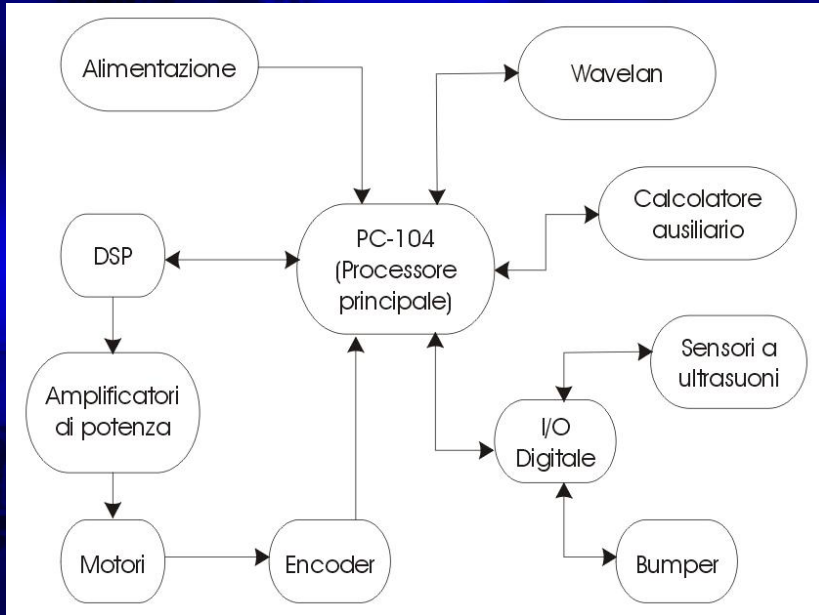 Alimentazione
Wavelan
Calcolatore
ausiliario
PC-104
(Processore
principale)
DSP
Sensori a
ultrasuoni
Amplificatori
di potenza
I/O
Digitale
Motori
Encoder
Bumper